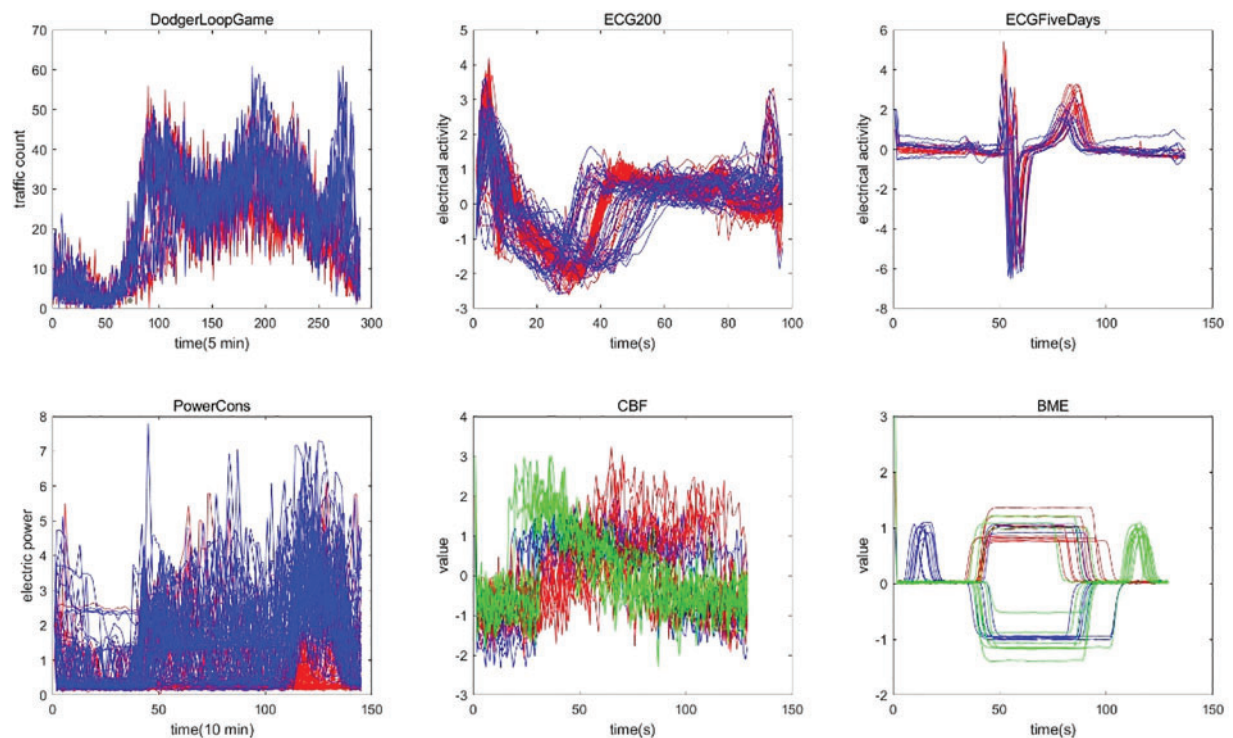 DodgerLoopGame
ECG200
ECGFiveDays
traffic count
70
60
50
40
30
20
10
0
0 50 100 150 200 250 300
time(5 min)
electrical activity
5
4
3
2
1
0
-1
-2
-3
0 20 40 60 80 100
time(s)
electrical activity
6
4
2
0
-2
-4
-6
-8
0 50 100 150
time(s)
PowerCons
CBF
BME
electric power
8
7
6
5
4
3
2
1
0
0 50 100 150
time(10 min)
value
4
3
2
1
0
-1
-2
-3
0 50 100 150
time(s)
value
3
2
1
0
-1
-2
0 50 100 150
time(s)